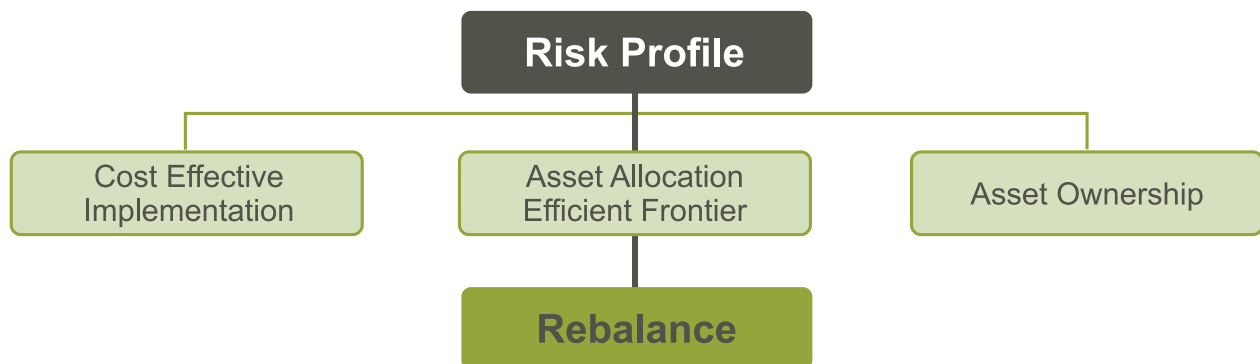 Risk Profile
Cost Effective
Implementation
Asset Allocation
Efficient Frontier
Asset Ownership
Rebalance